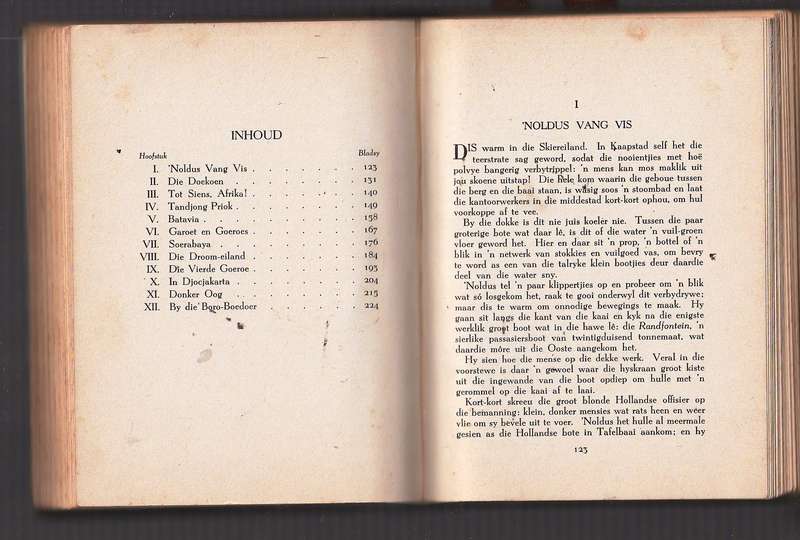 INHOUD
Hoofstuk Bladsy
I. 'Noldus Vang Vis . . . . . . . 123
II. Die Doekoen . . . . . . . 131
III. Tot Siens, Afrika! . . . . . . . 140
IV. Tandjong Priok . . . . . . . 149
V. Batavia . . . . . . . . 158
VI. Garoet en Goeroes . . . . . . . 167
VII. Soerabaya . . . . . . . 176
VIII. Die Droom-eiland . . . . . . . 184
IX. Die Vierde Goeroe . . . . . . . 195
X. In Djocjakarta . . . . . . . 204
XI. Donker Oog . . . . . . . 215
XII. By die Boro-Boedoer . . . . . . 224
I
'NOLDUS VANG VIS
DIS warm in die Skiereiland. In Kaapstad self het die
teerstrate sag geword, sodat die nooientjies met hoë
polvye bangerig verbytrippel: 'n mens kan mos maklik uit
jou skoene uitstap! Die hele kom waarin die geboue tussen
die berg en die baai staan, is wasig soos 'n stoombad en laat
die kantoorwerkers in die middestad kort-kort ophou, om hul
voorkoppe af te vee.
By die dokke is dit nie juis koeler nie. Tussen die paar
groterige bote wat daar lê, is dit of die water 'n vuil-groen
vloer geword het. Hier en daar sit 'n prop, 'n bottel of 'n
blik in 'n netwerk van stokkies en vuilgoed vas, om bevry
te word as een van die talryke klein bootjies deur daardie
deel van die water sny.
'Noldus tel 'n paar klippertjies op en probeer om 'n blik
wat só losgekom het, raak te gooi onderwyl dit verbydrywe;
maar dis te warm om onnodige bewegings te maak. Hy
gaan sit langs die kant van die kaai en kyk na die enigste
werklik groot boot wat in die hawe lê: die Randfontein, 'n
sierlike passasiersboot van twintigduisend tonnemaat, wat
daardie môre uit die Ooste aangekom het.
Hy sien hoe die mense op die dekke werk. Veral in die
voorstewe is daar 'n gewoel waar die hyskraan groot kiste
uit die ingewande van die boot opdiep om hulle met 'n
gerommel op die kaai af te laai.
Kort-kort skreeu die groot blonde Hollandse offisier op
die bemanning: klein, donker mensies wat rats heen en weer
vlie om sy bevele uit te voer. 'Noldus het hulle al meermale
gesien as die Hollandse bote in Tafelbaai aankom; en hy
123